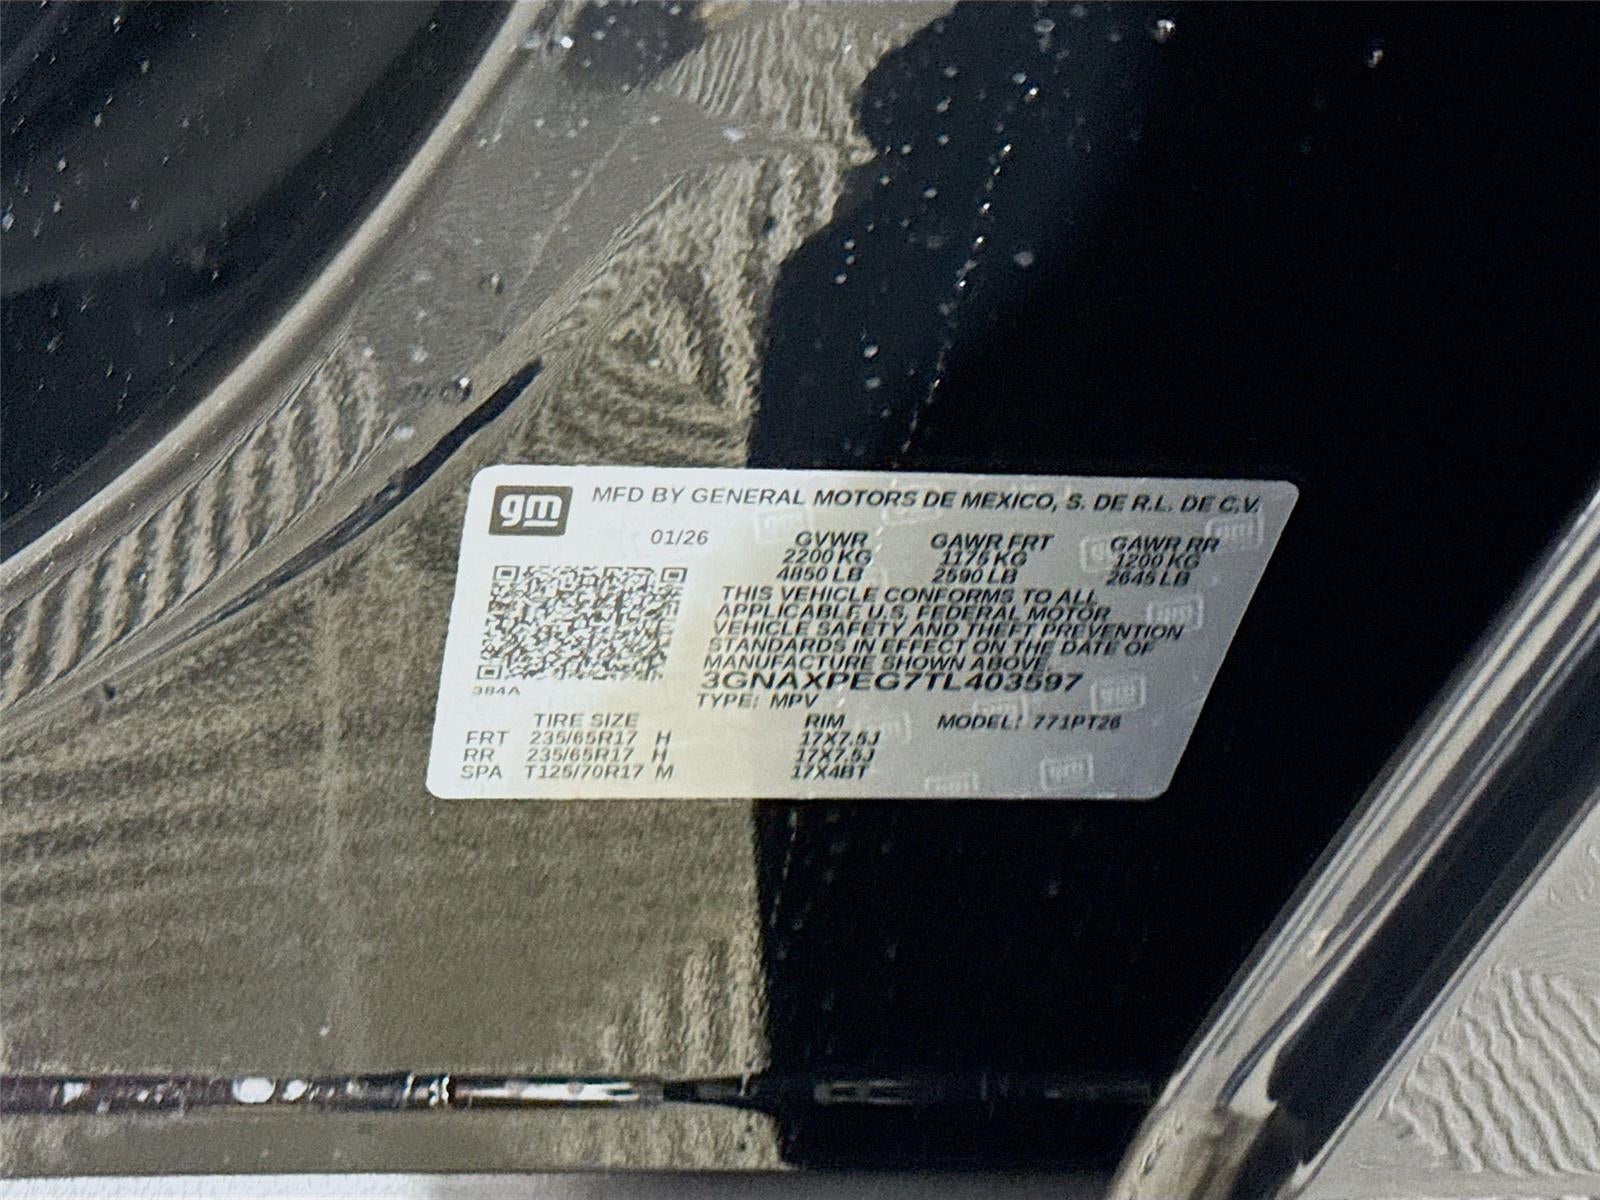 gm MFD BY GENERAL MOTORS DE MEXICO, S. DE R.L. DE C.V.
01/26 GVWR GAWR FRT GAWR RR
2200 KG 1175 KG 1200 KG
4850 LB 2590 LB 2645 LB
THIS VEHICLE CONFORMS TO ALL
APPLICABLE U.S. FEDERAL MOTOR
VEHICLE SAFETY AND THEFT PREVENTION
STANDARDS IN EFFECT ON THE DATE OF
MANUFACTURE SHOWN ABOVE.
3GNAXPEG7TL403597
384A
TYPE: MPV
TIRE SIZE RIM MODEL: 771PT26
FRT 235/65R17 H 17X7.5J
RR 235/65R17 H 17X7.5J
SPA T125/70R17 M 17X4BT